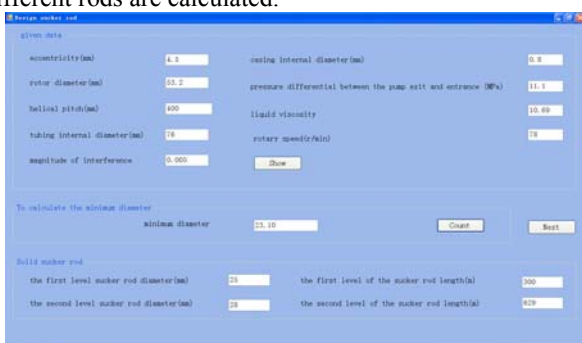 fferent rods are calculated.
Design sucker rod
given data
eccentricity(mm) 4.3 casing internal diameter(mm) 0.8
rotor diameter(mm) 53.2 pressure differential between the pump exit and entrance (MPa) 11.1
helical pitch(mm) 400 liquid viscosity 10.69
tubing internal diameter(mm) 76 rotary speed(r/min) 78
magnitude of interference 0.005 Show
To calculate the minimum diameter
minimum diameter 23.10 Count Next
Solid sucker rod
the first level sucker rod diameter(mm) 25 the first level of the sucker rod length(m) 300
the second level sucker rod diameter(mm) 28 the second level of the sucker rod length(m) 629